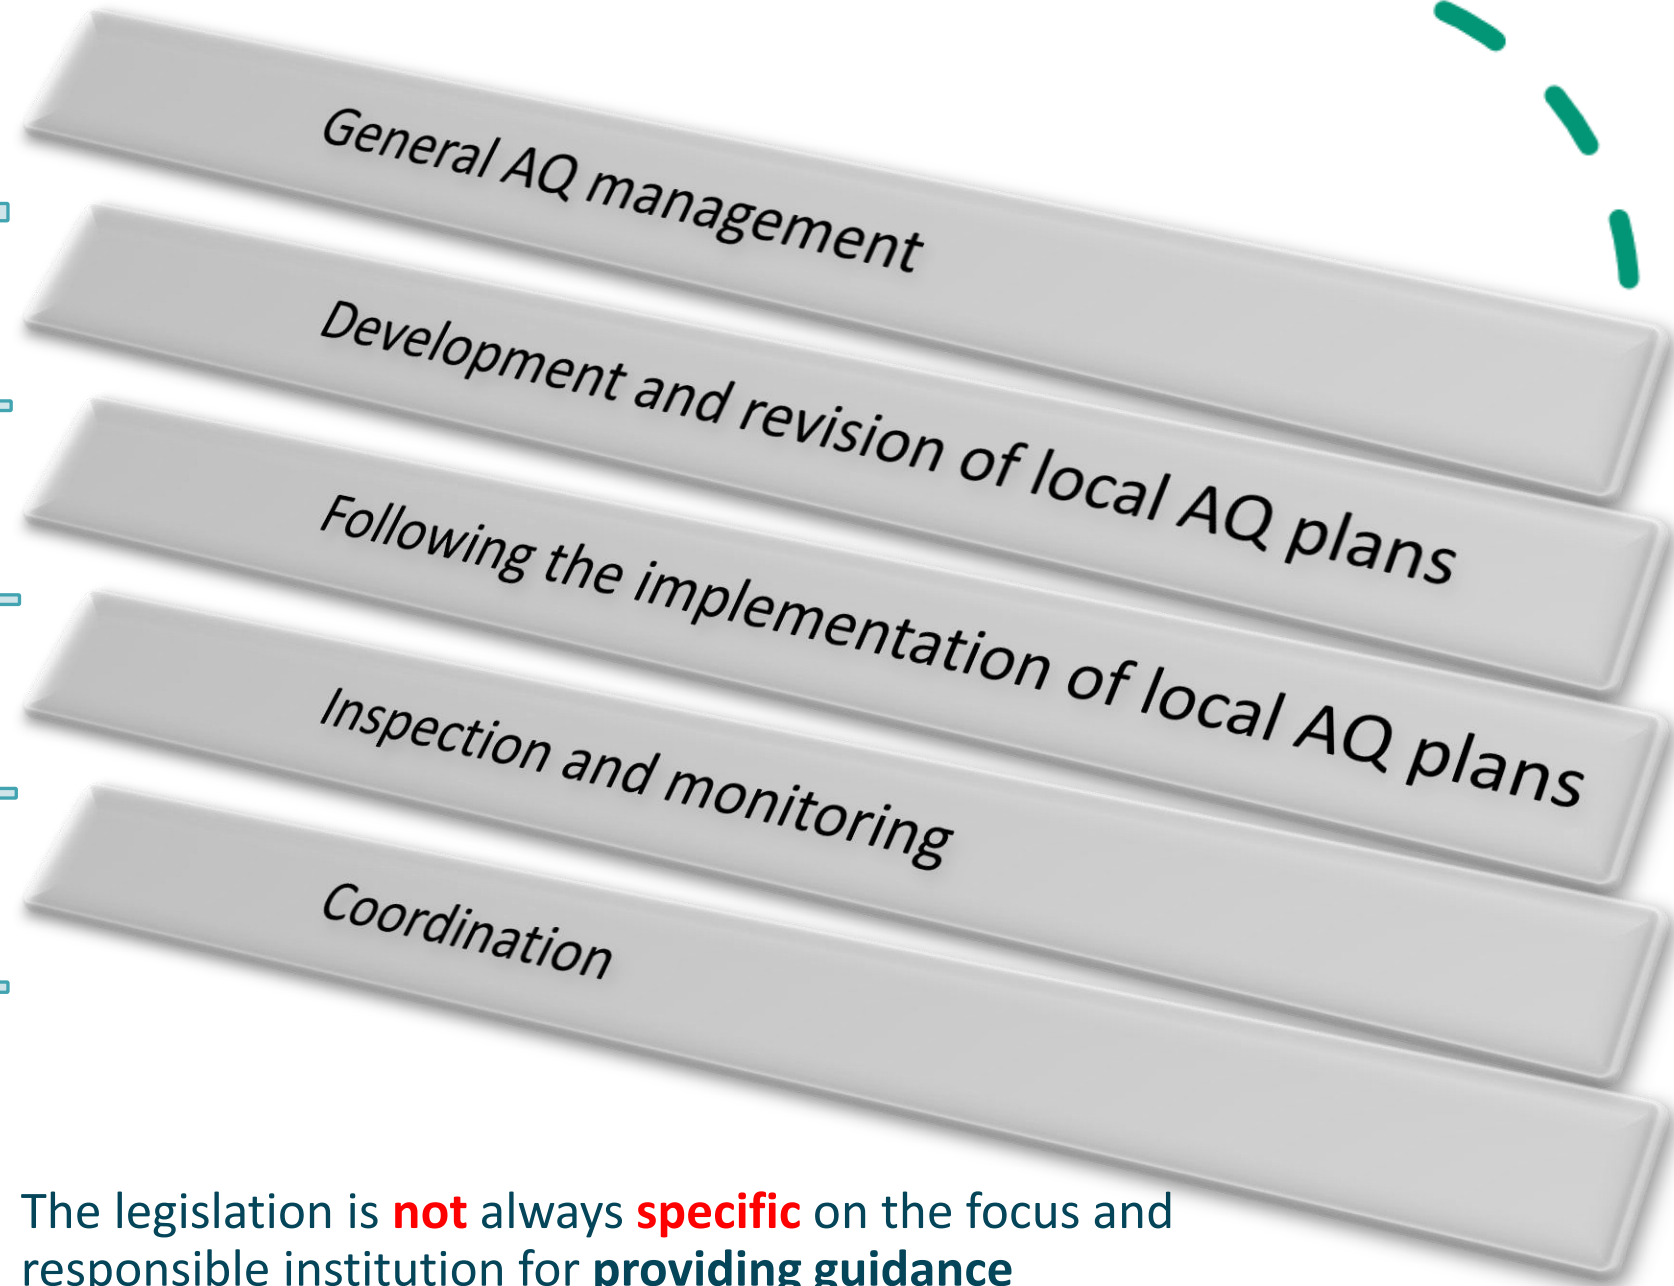 General AQ management
Development and revision of local AQ plans
Following the implementation of local AQ plans
Inspection and monitoring
Coordination
The legislation is not always specific on the focus and
responsible institution for providing guidance